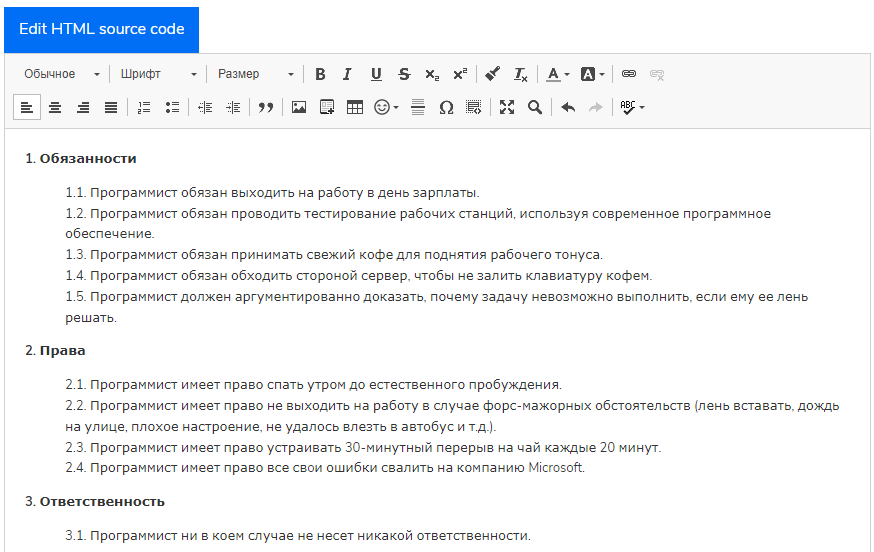 Edit HTML source code
Обычное Шрифт Размер B I U S x₂ x² Tx A A
” Ω ABC
1. Обязанности
1.1. Программист обязан выходить на работу в день зарплаты.
1.2. Программист обязан проводить тестирование рабочих станций, используя современное программное
обеспечение.
1.3. Программист обязан принимать свежий кофе для поднятия рабочего тонуса.
1.4. Программист обязан обходить стороной сервер, чтобы не залить клавиатуру кофем.
1.5. Программист должен аргументированно доказать, почему задачу невозможно выполнить, если ему ее лень
решать.
2. Права
2.1. Программист имеет право спать утром до естественного пробуждения.
2.2. Программист имеет право не выходить на работу в случае форс-мажорных обстоятельств (лень вставать, дождь
на улице, плохое настроение, не удалось влезть в автобус и т.д.).
2.3. Программист имеет право устраивать 30-минутный перерыв на чай каждые 20 минут.
2.4. Программист имеет право все свои ошибки свалить на компанию Microsoft.
3. Ответственность
3.1. Программист ни в коем случае не несет никакой ответственности.